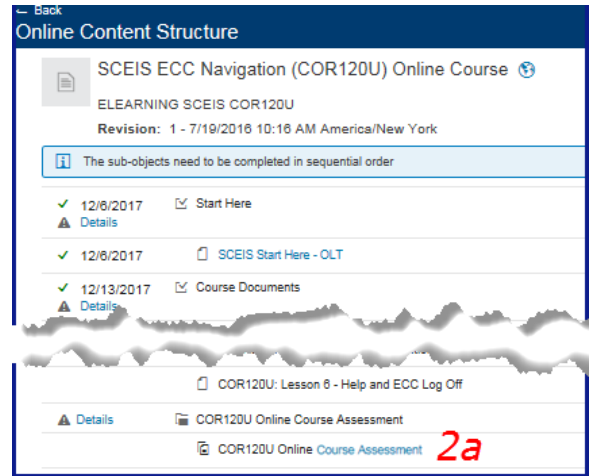 ← Back
Online Content Structure
SCEIS ECC Navigation (COR120U) Online Course
ELEARNING SCEIS COR120U
Revision: 1 - 7/19/2016 10:16 AM America/New York
The sub-objects need to be completed in sequential order
12/6/2017 Start Here
Details
12/6/2017 SCEIS Start Here - OLT
12/13/2017 Course Documents
Details
COR120U: Lesson 6 - Help and ECC Log Off
Details COR120U Online Course Assessment
COR120U Online Course Assessment 2a